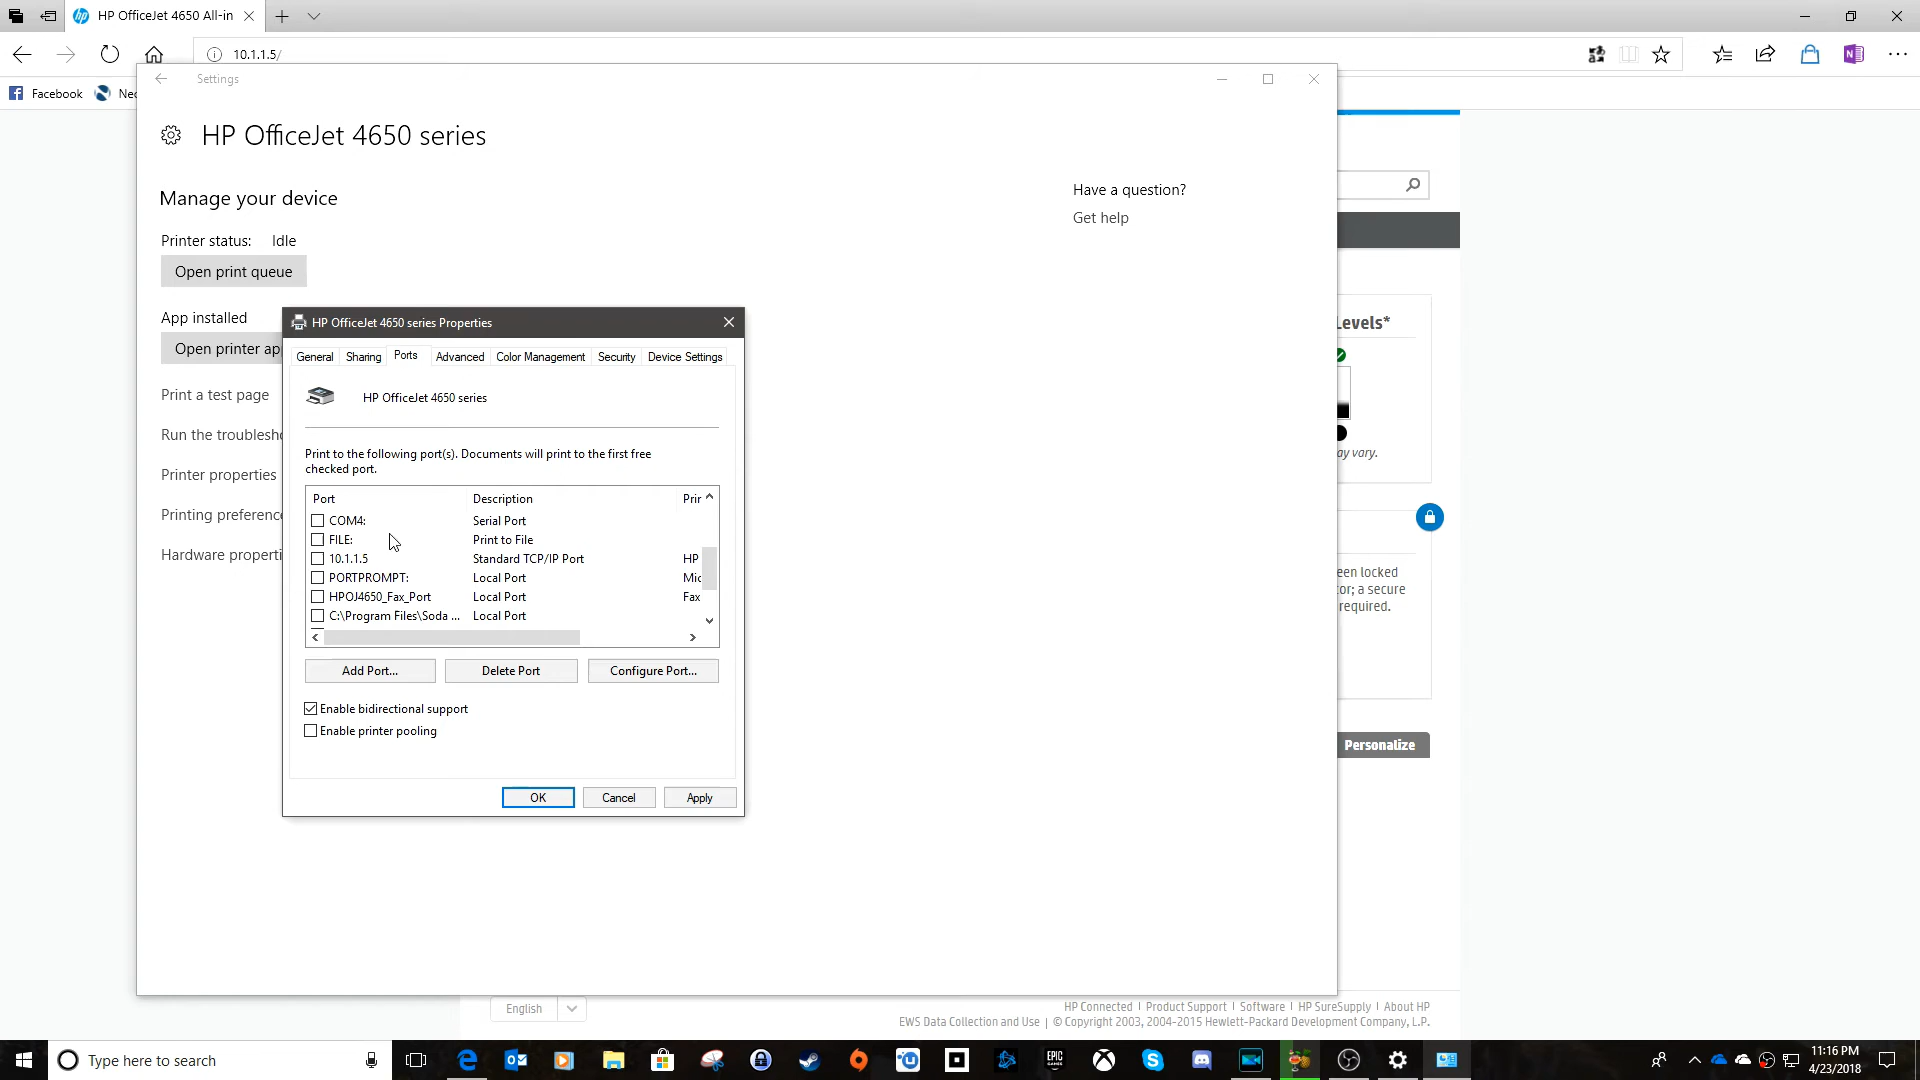 HP OfficeJet 4650 All-in
10.1.1.5/
Facebook
Nec
Settings
HP OfficeJet 4650 series
Manage your device
Have a question?
Get help
Printer status: Idle
Open print queue
App installed
Open printer ap
Print a test page
Run the troublesho
Printer properties
Printing preference
Hardware properti
HP OfficeJet 4650 series Properties
General
Sharing
Ports
Advanced
Color Management
Security
Device Settings
HP OfficeJet 4650 series
Print to the following port(s). Documents will print to the first free
checked port.
Port Description Prir
COM4: Serial Port
FILE: Print to File
10.1.1.5 Standard TCP/IP Port HP
PORTPROMPT: Local Port Mic
HPOJ4650_Fax_Port Local Port Fax
C:\Program Files\Soda ... Local Port
Add Port...
Delete Port
Configure Port...
Enable bidirectional support
Enable printer pooling
OK
Cancel
Apply
Levels*
ay vary.
een locked
tor; a secure
required.
Personalize
English
HP Connected | Product Support | Software | HP SureSupply | About HP
EWS Data Collection and Use | © Copyright 2003, 2004-2015 Hewlett-Packard Development Company, L.P.
Type here to search
EPIC
GAMES
11:16 PM
4/23/2018